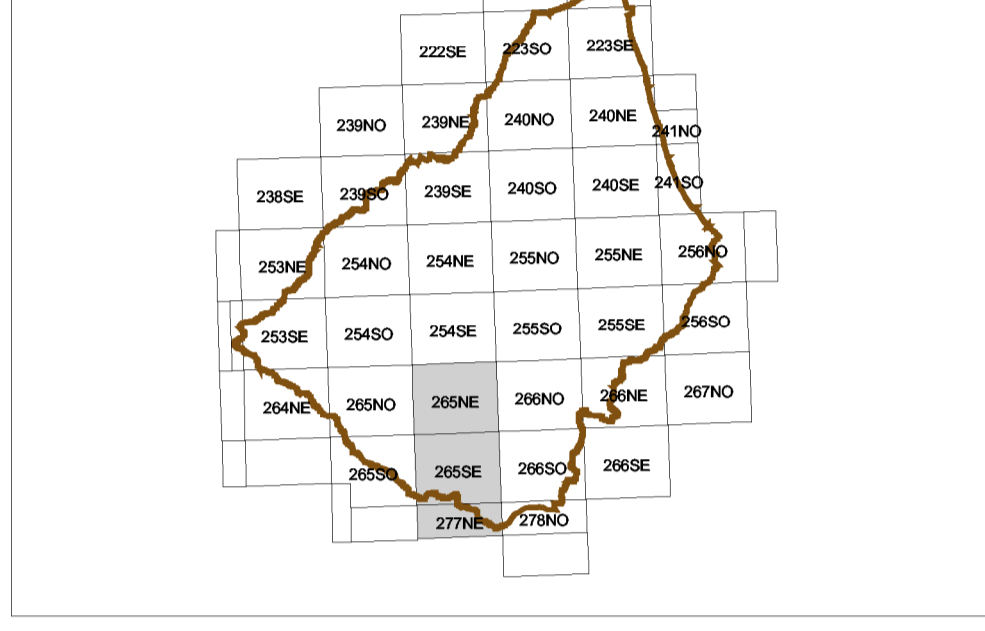 222SE 223SO 223SE
239NO 239NE 240NO 240NE 241NO
238SE 239SO 239SE 240SO 240SE 241SO
253NE 254NO 254NE 255NO 255NE 256NO
253SE 254SO 254SE 255SO 255SE 256SO
264NE 265NO 265NE 266NO 266NE 267NO
265SO 265SE 266SO 266SE
277NE 278NO